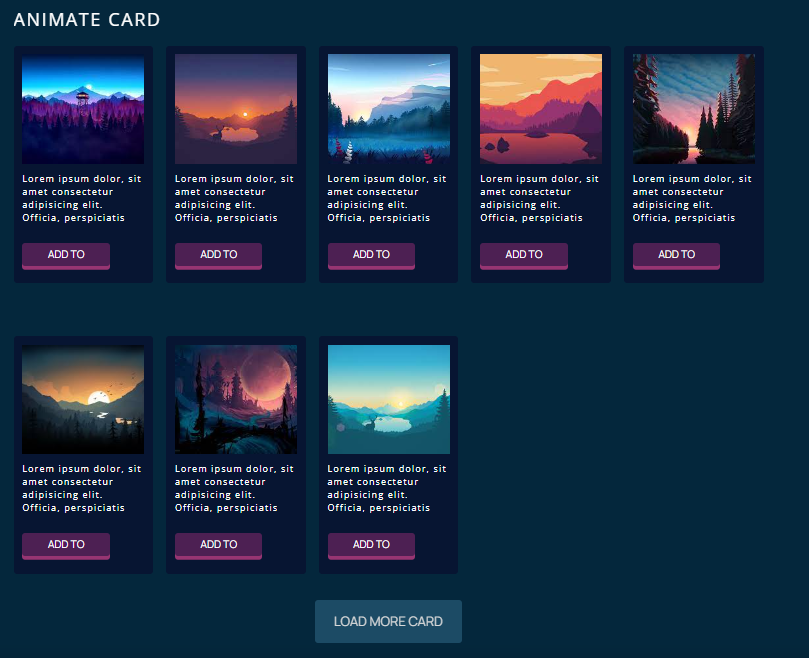 ANIMATE CARD
Lorem ipsum dolor, sit
amet consectetur
adipisicing elit.
Officia, perspiciatis
ADD TO
Lorem ipsum dolor, sit
amet consectetur
adipisicing elit.
Officia, perspiciatis
ADD TO
Lorem ipsum dolor, sit
amet consectetur
adipisicing elit.
Officia, perspiciatis
ADD TO
Lorem ipsum dolor, sit
amet consectetur
adipisicing elit.
Officia, perspiciatis
ADD TO
Lorem ipsum dolor, sit
amet consectetur
adipisicing elit.
Officia, perspiciatis
ADD TO
Lorem ipsum dolor, sit
amet consectetur
adipisicing elit.
Officia, perspiciatis
ADD TO
Lorem ipsum dolor, sit
amet consectetur
adipisicing elit.
Officia, perspiciatis
ADD TO
Lorem ipsum dolor, sit
amet consectetur
adipisicing elit.
Officia, perspiciatis
ADD TO
LOAD MORE CARD